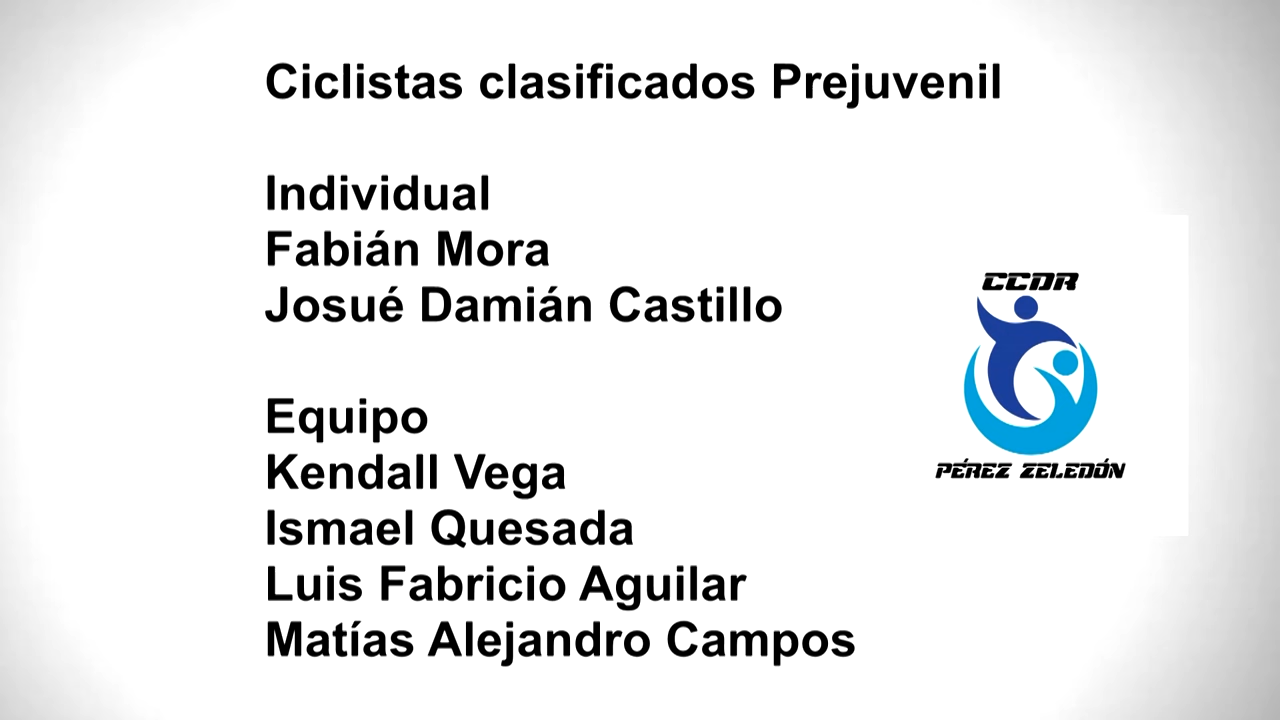 Ciclistas clasificados Prejuvenil
Individual
Fabián Mora
Josué Damián Castillo
Equipo
Kendall Vega
Ismael Quesada
Luis Fabricio Aguilar
Matías Alejandro Campos
CCDR
PÉREZ ZELEDÓN